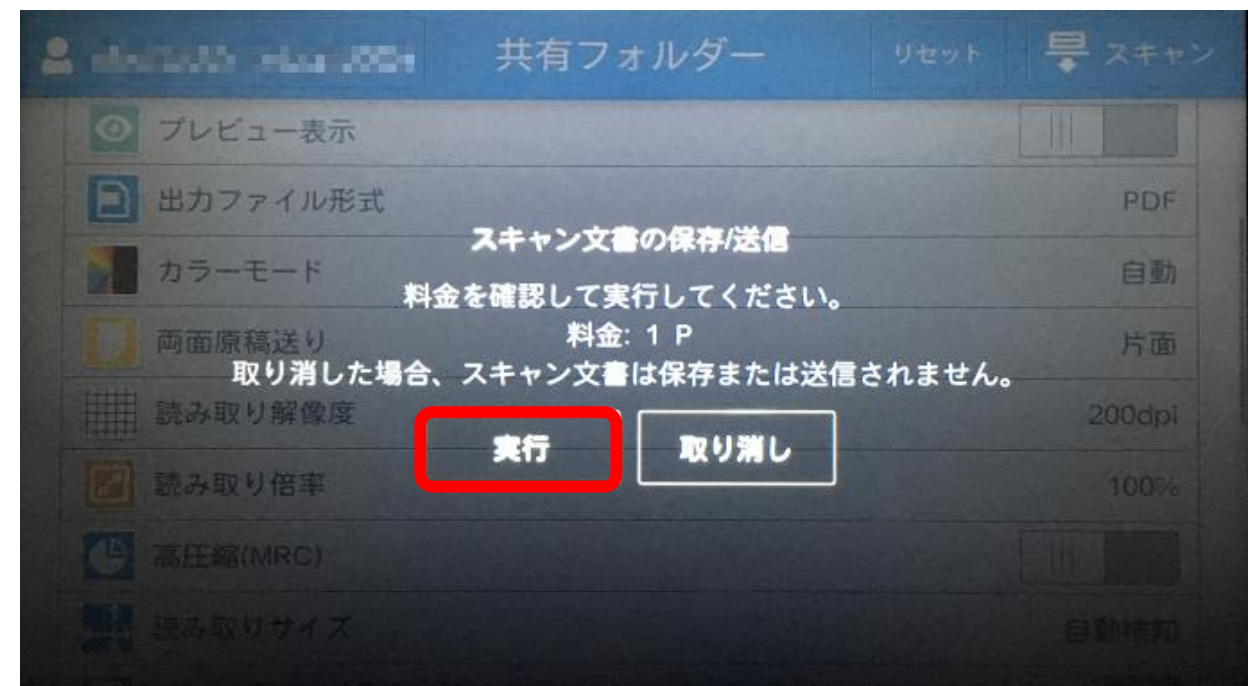 共有フォルダー
リセット
スキャン
プレビュー表示
出力ファイル形式
PDF
スキャン文書の保存/送信
カラーモード
自動
料金を確認して実行してください。
料金: 1 P
両面原稿送り
片面
取り消した場合、スキャン文書は保存または送信されません。
読み取り解像度
200dpi
実行
取り消し
読み取り倍率
100%
高圧縮(MRC)
読み取りサイズ
自動検知